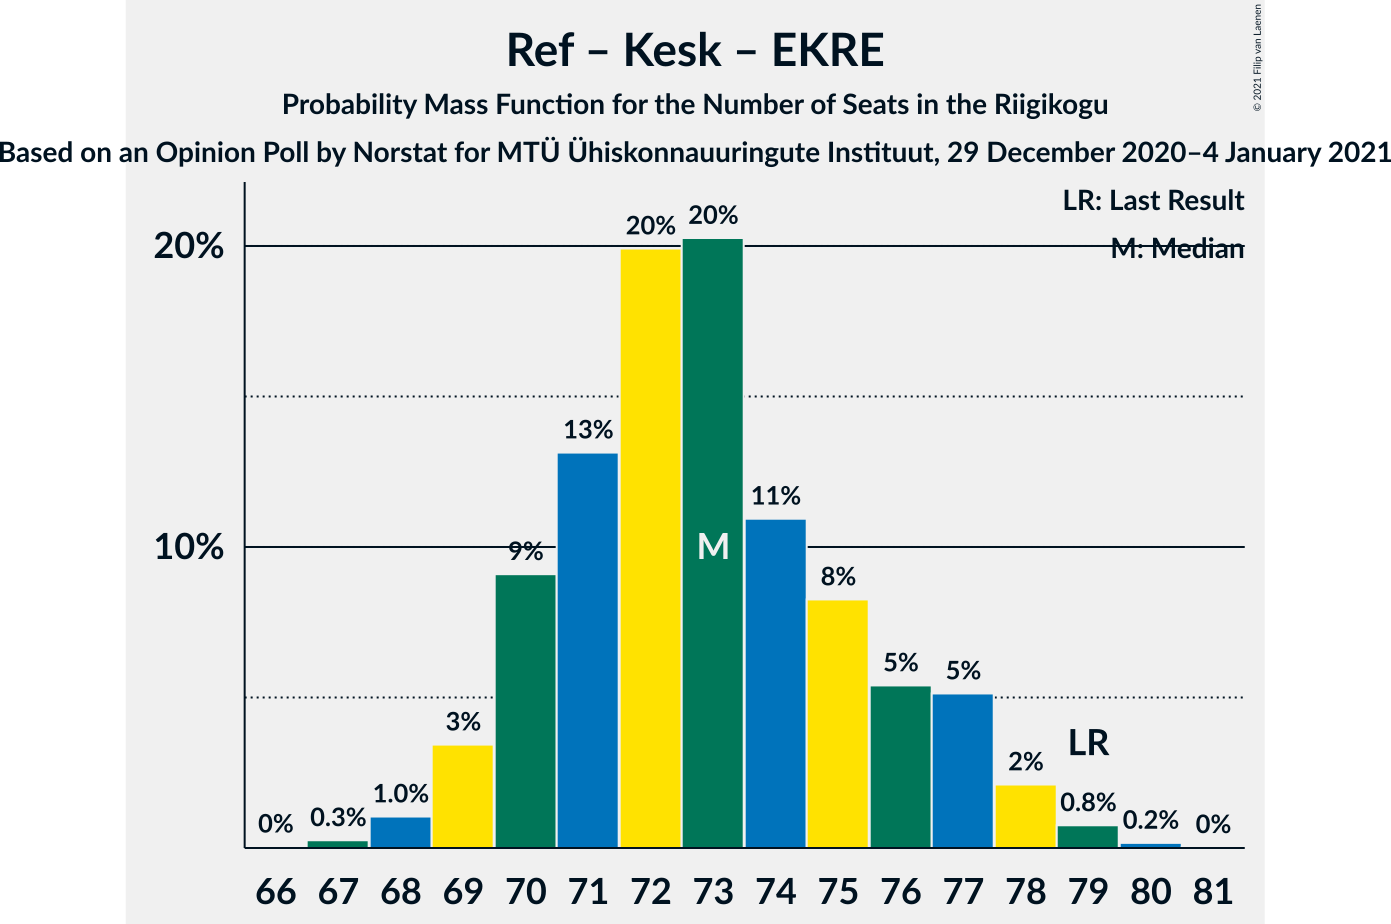 Ref – Kesk – EKRE
© 2021 Filip van Laenen
Probability Mass Function for the Number of Seats in the Riigikogu
Based on an Opinion Poll by Norstat for MTÜ Ühiskonnauuringute Instituut, 29 December 2020–4 January 2021
LR: Last Result
M: Median
20%
10%
0%
0.3%
1.0%
3%
9%
13%
20%
20%
11%
8%
5%
5%
2%
0.8%
0.2%
0%
M
LR
66 67 68 69 70 71 72 73 74 75 76 77 78 79 80 81